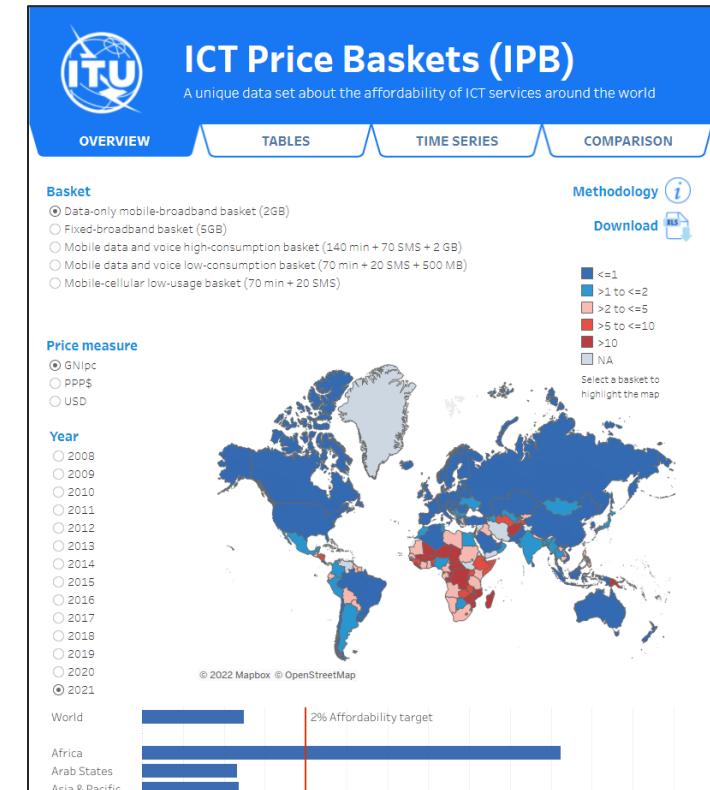 ITU
ICT Price Baskets (IPB)
A unique data set about the affordability of ICT services around the world
OVERVIEW
TABLES
TIME SERIES
COMPARISON
Basket
Data-only mobile-broadband basket (2GB)
Fixed-broadband basket (5GB)
Mobile data and voice high-consumption basket (140 min + 70 SMS + 2 GB)
Mobile data and voice low-consumption basket (70 min + 20 SMS + 500 MB)
Mobile-cellular low-usage basket (70 min + 20 SMS)
Methodology i
Download XLS
<=1
>1 to <=2
>2 to <=5
>5 to <=10
>10
NA
Select a basket to
highlight the map
Price measure
GNIpc
PPP$
USD
Year
2008
2009
2010
2011
2012
2013
2014
2015
2016
2017
2018
2019
2020
2021
© 2022 Mapbox © OpenStreetMap
World
2% Affordability target
Africa
Arab States
Asia & Pacific